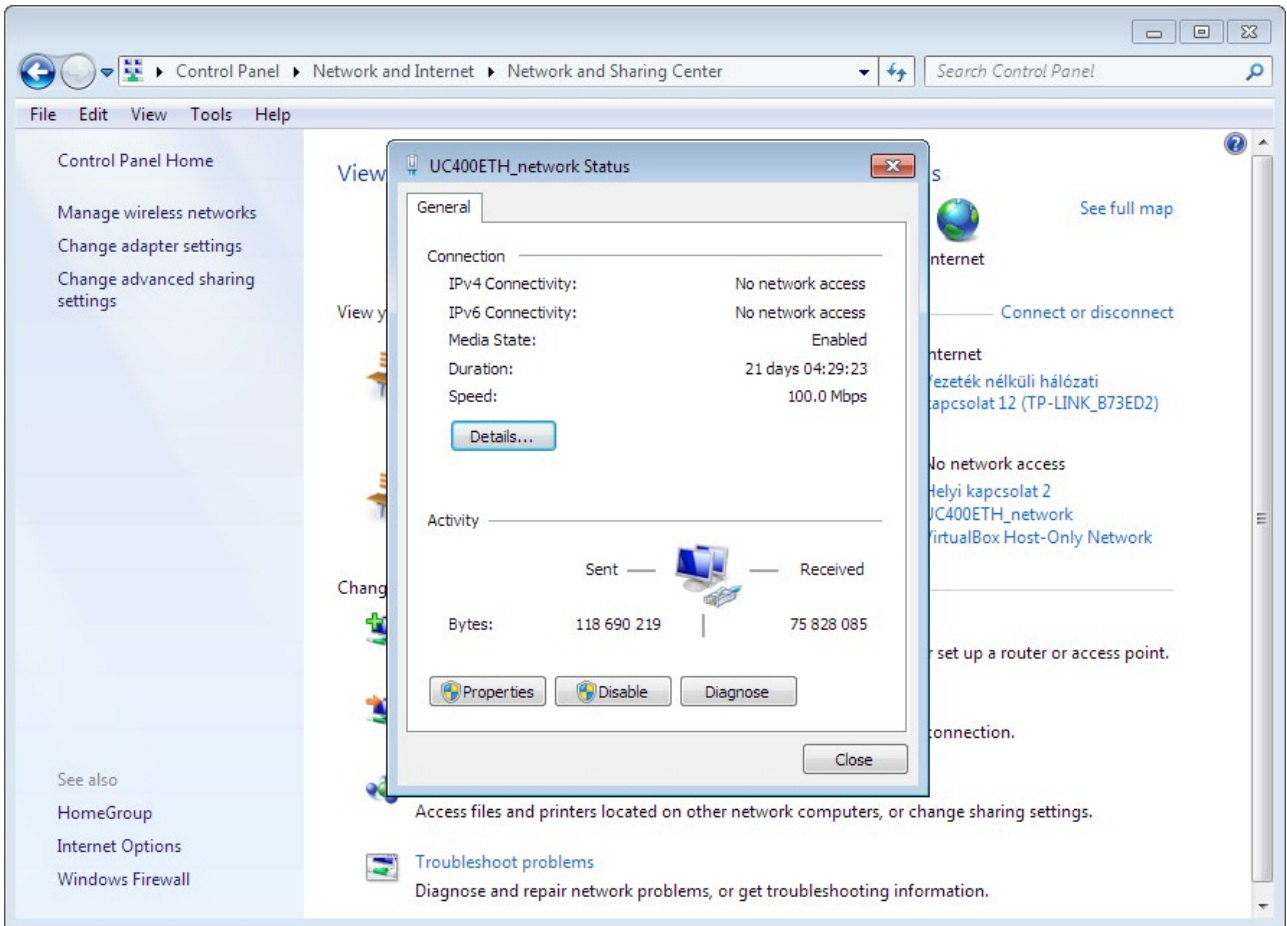 Control Panel ▸ Network and Internet ▸ Network and Sharing Center
Search Control Panel
File Edit View Tools Help
Control Panel Home
Manage wireless networks
Change adapter settings
Change advanced sharing
settings
See also
HomeGroup
Internet Options
Windows Firewall
View
s
See full map
nternet
View y
Connect or disconnect
nternet
ezeték nélküli hálózati
kapcsolat 12 (TP-LINK_B73ED2)
No network access
Helyi kapcsolat 2
UC400ETH_network
VirtualBox Host-Only Network
Chang
set up a router or access point.
connection.
Access files and printers located on other network computers, or change sharing settings.
Troubleshoot problems
Diagnose and repair network problems, or get troubleshooting information.
UC400ETH_network Status
General
Connection
IPv4 Connectivity: No network access
IPv6 Connectivity: No network access
Media State: Enabled
Duration: 21 days 04:29:23
Speed: 100.0 Mbps
Details...
Activity
Sent Received
Bytes: 118 690 219 75 828 085
Properties Disable Diagnose
Close